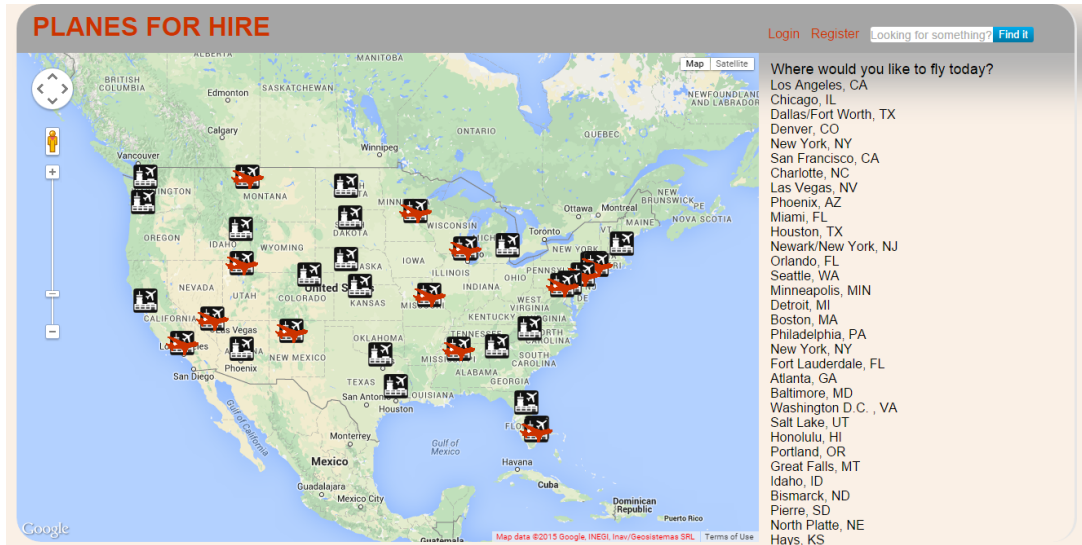 PLANES FOR HIRE
Login Register Looking for something? Find it
Map Satellite
Where would you like to fly today?
Los Angeles, CA
Chicago, IL
Dallas/Fort Worth, TX
Denver, CO
New York, NY
San Francisco, CA
Charlotte, NC
Las Vegas, NV
Phoenix, AZ
Miami, FL
Houston, TX
Newark/New York, NJ
Orlando, FL
Seattle, WA
Minneapolis, MIN
Detroit, MI
Boston, MA
Philadelphia, PA
New York, NY
Fort Lauderdale, FL
Atlanta, GA
Baltimore, MD
Washington D.C. , VA
Salt Lake, UT
Honolulu, HI
Portland, OR
Great Falls, MT
Idaho, ID
Bismarck, ND
Pierre, SD
North Platte, NE
Hays, KS
ALBERTA
MANITOBA
BRITISH
COLUMBIA
Edmonton
SASKATCHEWAN
NEWFOUNDLAND
AND LABRADOR
Calgary
ONTARIO
QUEBEC
Winnipeg
Vancouver
MONTANA
NEW
BRUNSWICK
PE
Ottawa
Montreal
NOVA SCOTIA
WISCONSIN
Toronto
VT
MAINE
OREGON
IDAHO
WYOMING
DAKOTA
NEW YORK
IOWA
ILLINOIS
INDIANA
OHIO
NEVADA
UTAH
COLORADO
KANSAS
WEST
VIRGINIA
KENTUCKY
CALIFORNIA
Las Vegas
OKLAHOMA
TENNESSEE
NEW MEXICO
Phoenix
San Diego
SOUTH
CAROLINA
ALABAMA
GEORGIA
TEXAS
San Antonio
LOUISIANA
Houston
Gulf of
California
Monterrey
Gulf of
Mexico
Mexico
Havana
Cuba
Guadalajara
Mexico City
Dominican
Republic
Puerto Rico
Guatemala
Google
Map data ©2015 Google, INEGI, Inav/Geosistemas SRL Terms of Use